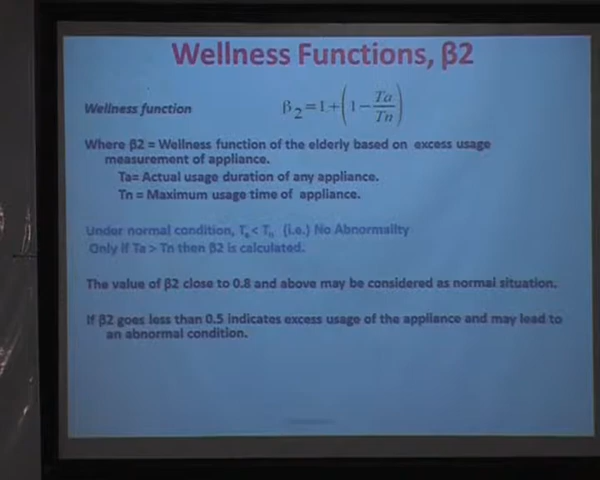 Wellness Functions, β2
Wellness function β₂=1+(1−Ta/Tn)
Where β2 = Wellness function of the elderly based on excess usage
measurement of appliance.
Ta= Actual usage duration of any appliance.
Tn = Maximum usage time of appliance.
Under normal condition, Tₐ < Tₙ (i.e.) No Abnormality
Only if Ta > Tn then β2 is calculated.
The value of β2 close to 0.8 and above may be considered as normal situation.
If β2 goes less than 0.5 indicates excess usage of the appliance and may lead to
an abnormal condition.